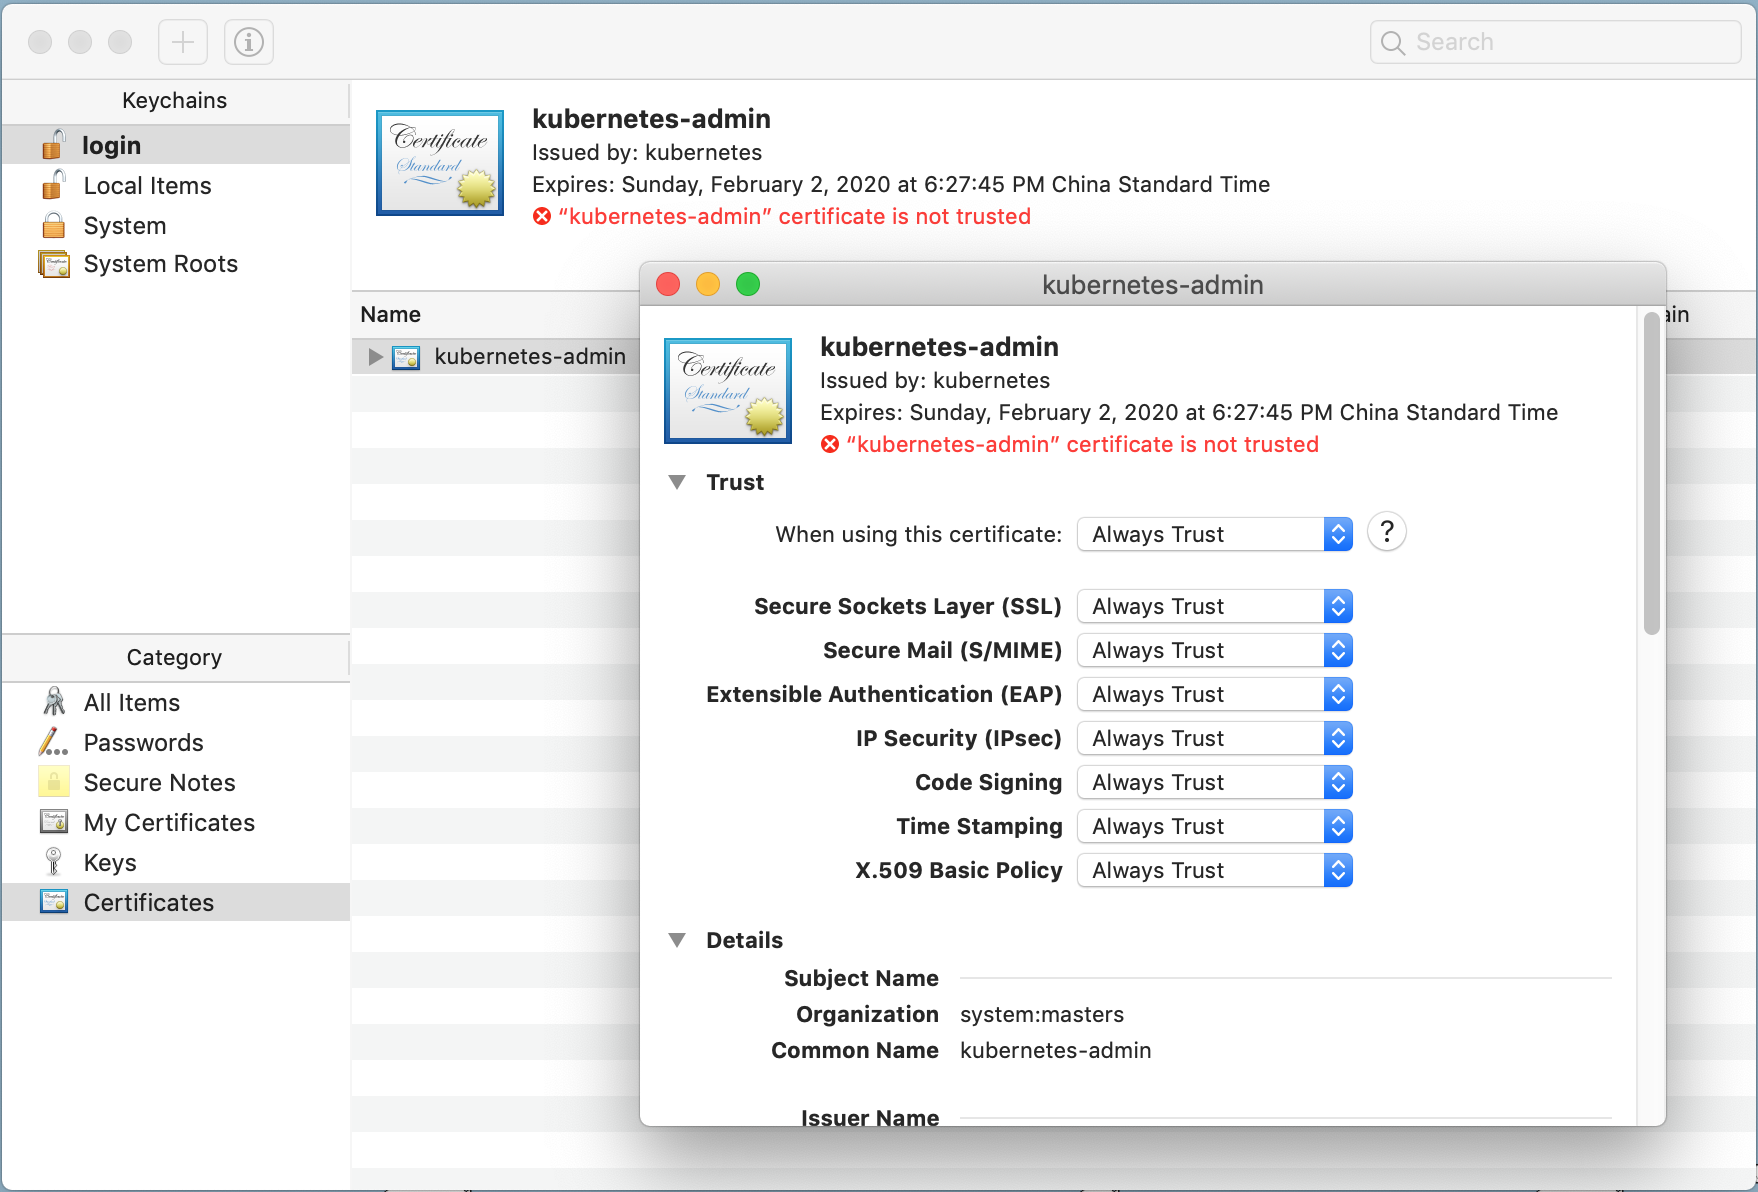 Search
Keychains
login
Local Items
System
System Roots
Certificate
Standard
kubernetes-admin
Issued by: kubernetes
Expires: Sunday, February 2, 2020 at 6:27:45 PM China Standard Time
“kubernetes-admin” certificate is not trusted
Name
ain
kubernetes-admin
kubernetes-admin
Certificate
Standard
kubernetes-admin
Issued by: kubernetes
Expires: Sunday, February 2, 2020 at 6:27:45 PM China Standard Time
“kubernetes-admin” certificate is not trusted
Trust
When using this certificate: Always Trust ?
Secure Sockets Layer (SSL) Always Trust
Secure Mail (S/MIME) Always Trust
Extensible Authentication (EAP) Always Trust
IP Security (IPsec) Always Trust
Code Signing Always Trust
Time Stamping Always Trust
X.509 Basic Policy Always Trust
Details
Subject Name
Organization system:masters
Common Name kubernetes-admin
Issuer Name
Category
All Items
Passwords
Secure Notes
My Certificates
Keys
Certificates